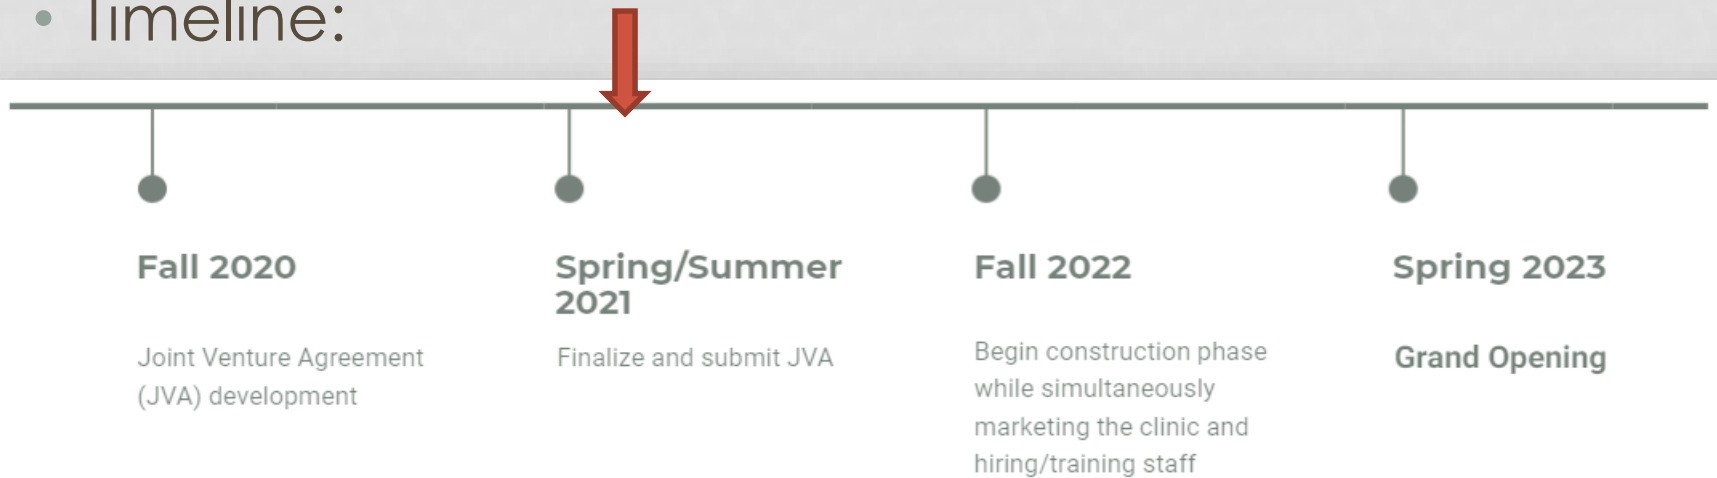 • Timeline:
Fall 2020
Joint Venture Agreement
(JVA) development
Spring/Summer
2021
Finalize and submit JVA
Fall 2022
Begin construction phase
while simultaneously
marketing the clinic and
hiring/training staff
Spring 2023
Grand Opening